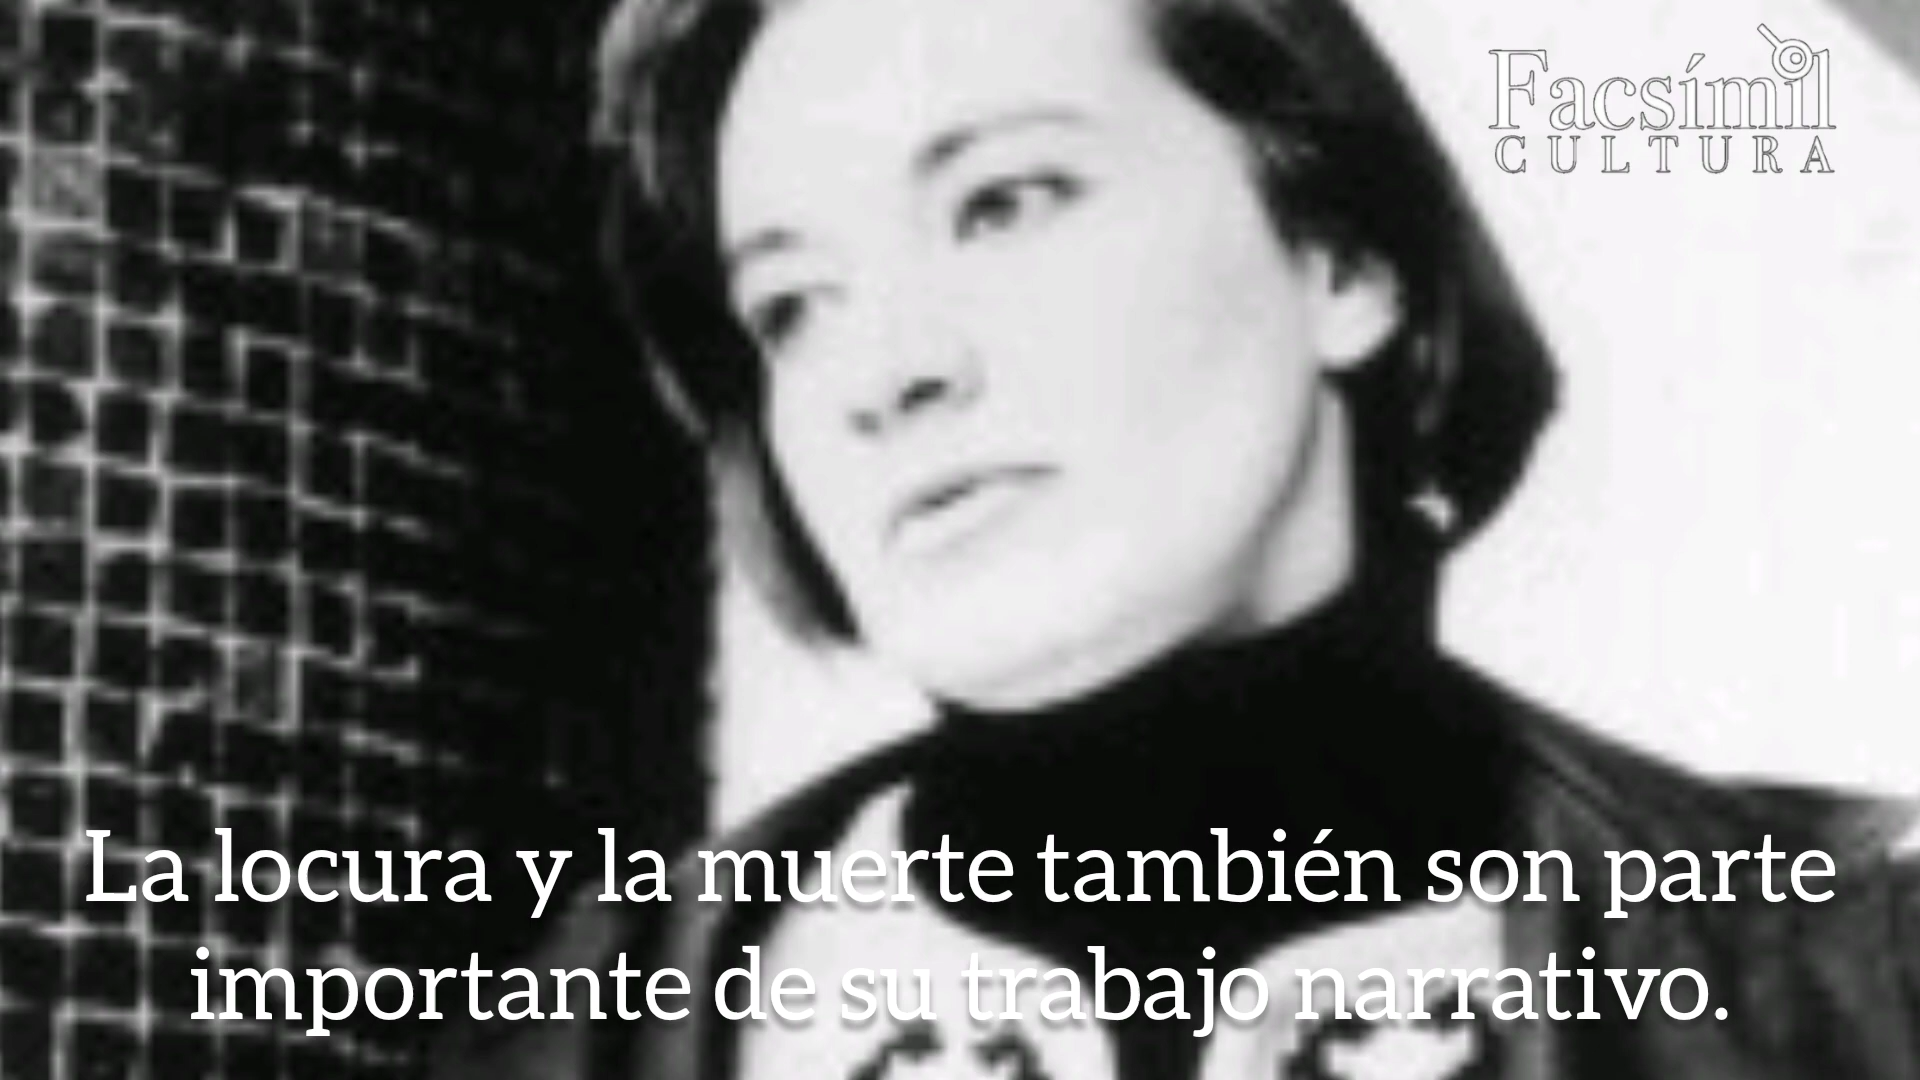 Facsímil
CULTURA
La locura y la muerte también son parte
importante de su trabajo narrativo.